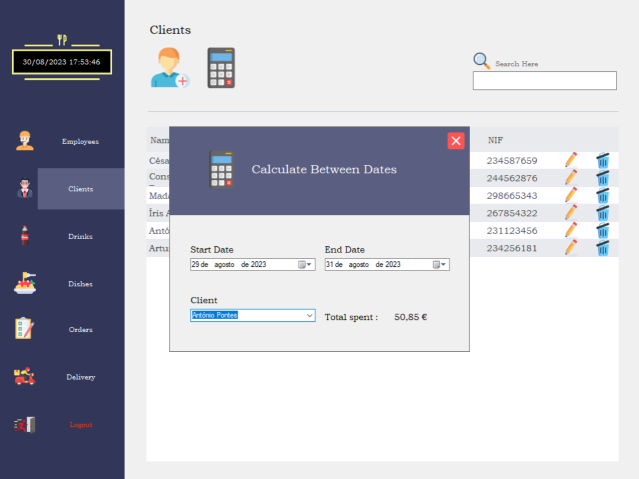 Clients
30/08/2023 17:53:46
Search Here
Employees
Clients
Drinks
Dishes
Orders
Delivery
Logout
Nam
NIF
Césa
234587659
Cons
244562876
Mada
298665343
Íris A
267854322
Antó
231123456
Artu
234256181
Calculate Between Dates
Start Date
End Date
29 de agosto de 2023
31 de agosto de 2023
Client
António Pontes
Total spent : 50,85 €